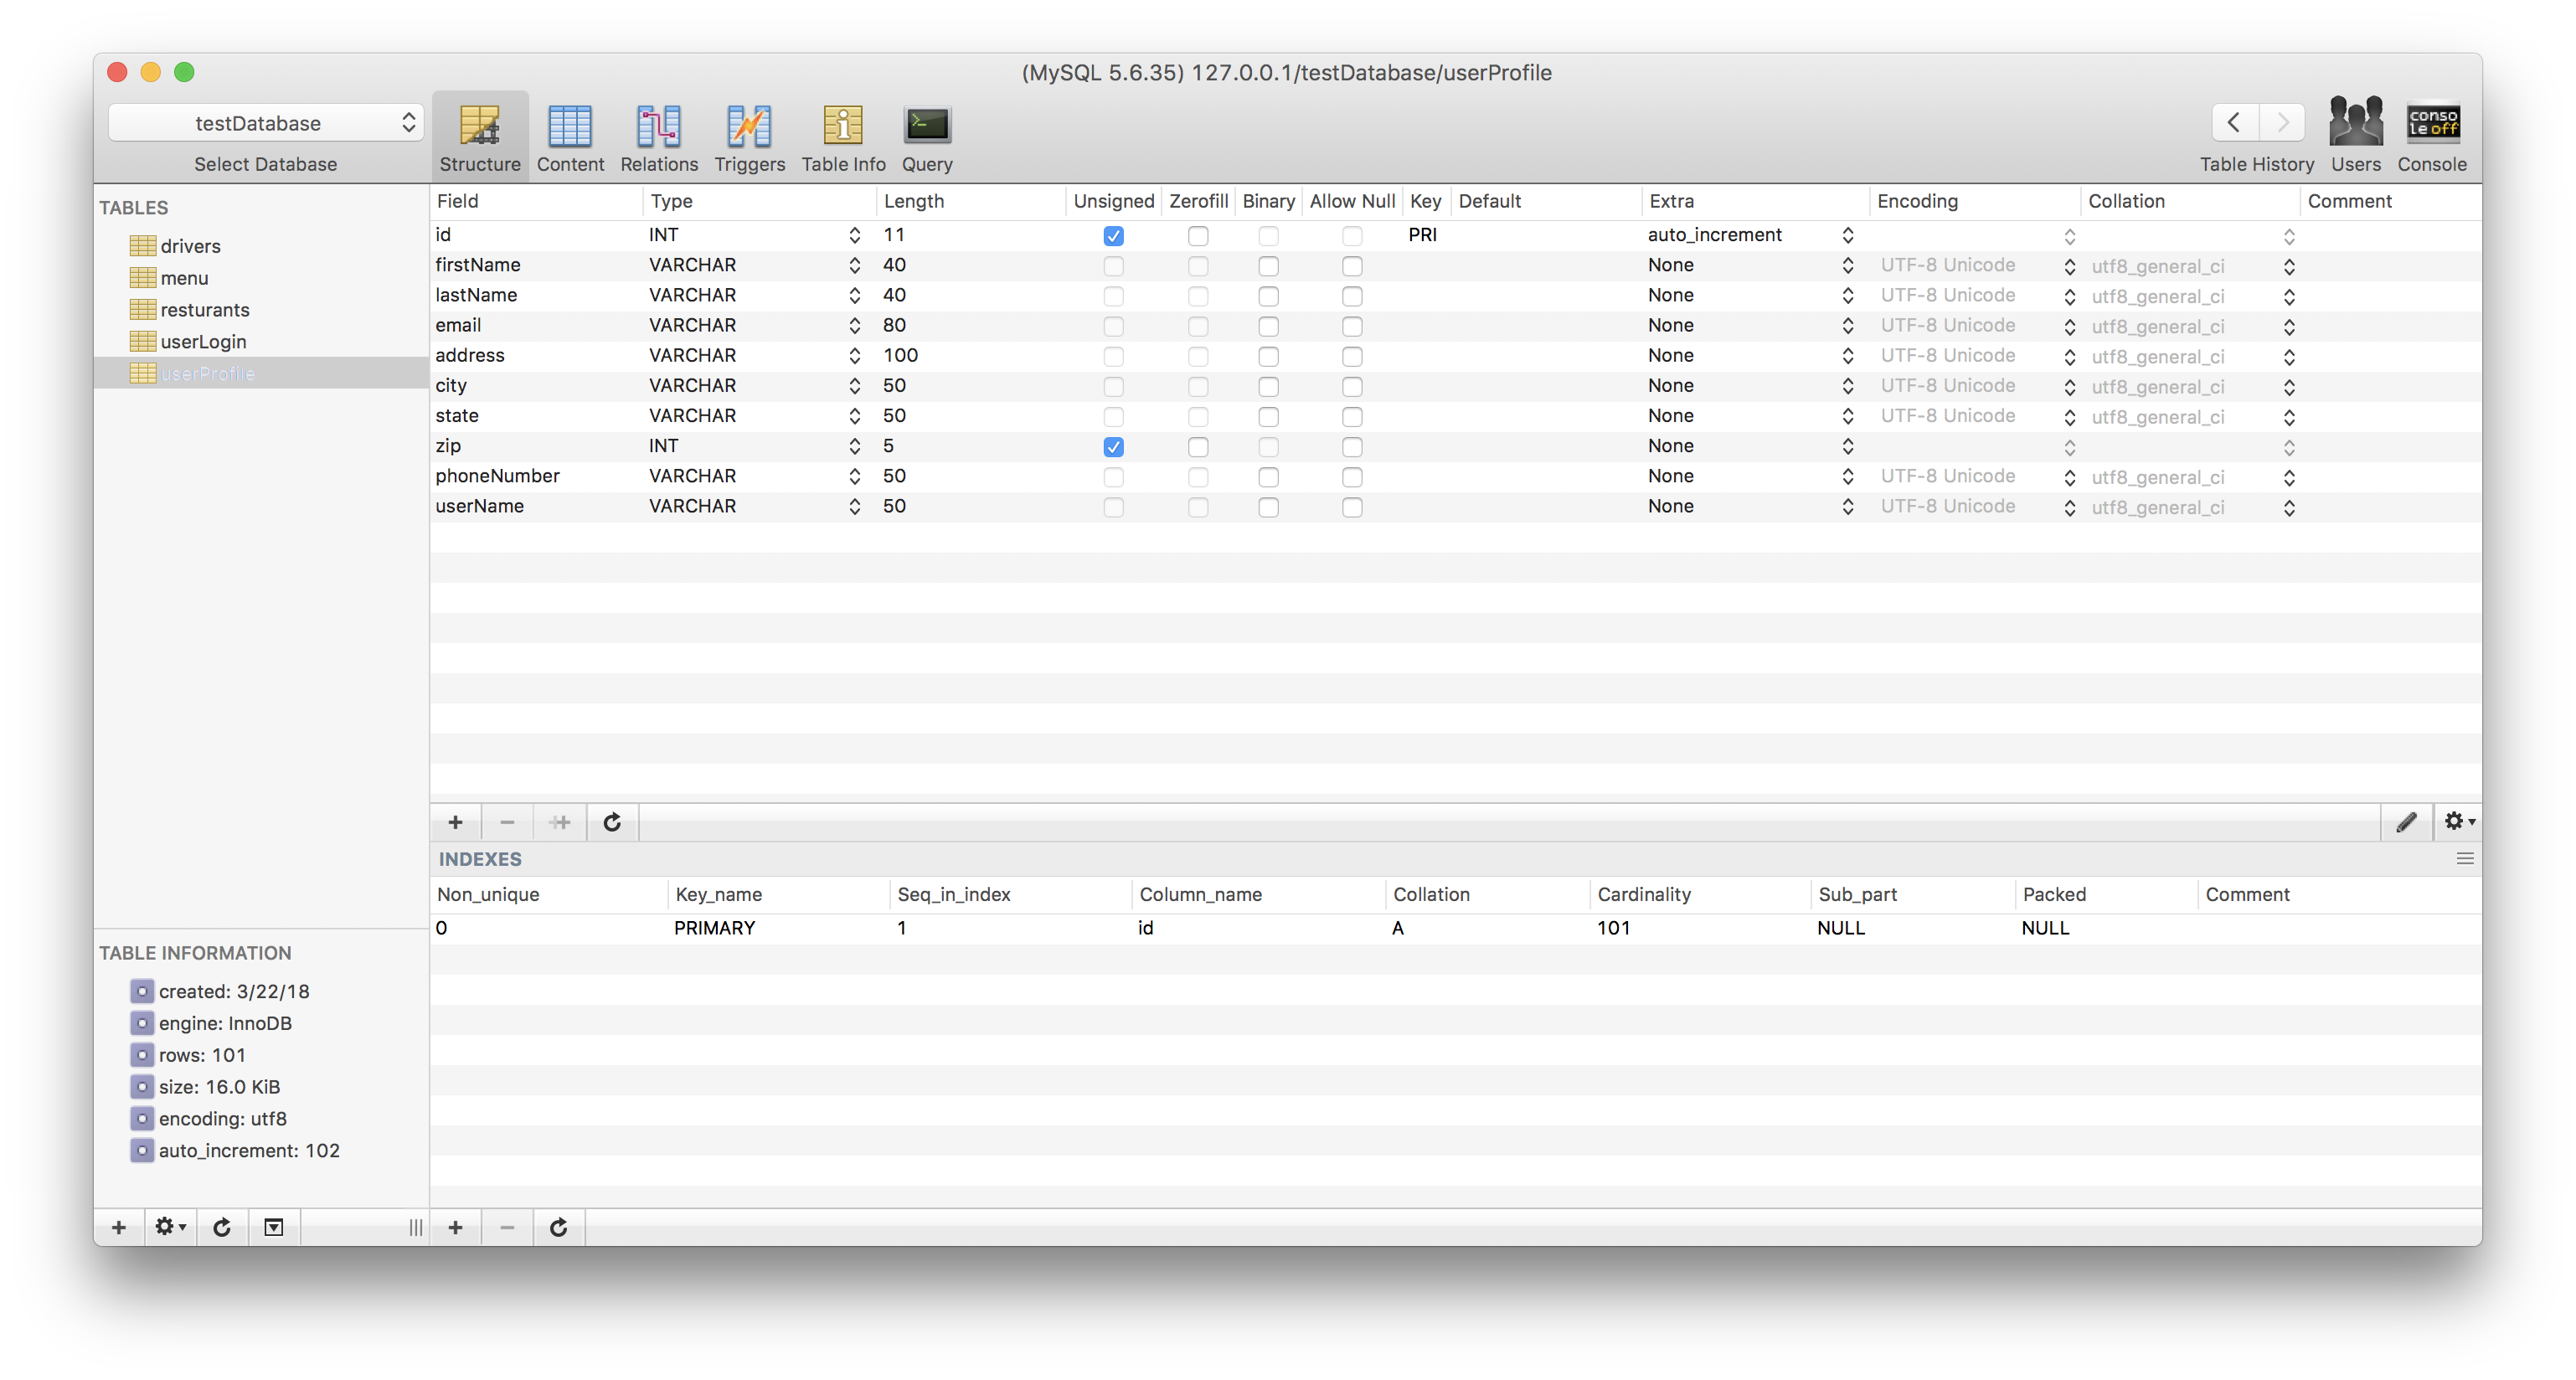 (MySQL 5.6.35) 127.0.0.1/testDatabase/userProfile
testDatabase
Select Database
Structure Content Relations Triggers Table Info Query
conso
le off
Table History Users Console
TABLES
drivers
menu
resturants
userLogin
userProfile
Field Type Length Unsigned Zerofill Binary Allow Null Key Default Extra Encoding Collation Comment
id INT 11 PRI auto_increment
firstName VARCHAR 40 None UTF-8 Unicode utf8_general_ci
lastName VARCHAR 40 None UTF-8 Unicode utf8_general_ci
email VARCHAR 80 None UTF-8 Unicode utf8_general_ci
address VARCHAR 100 None UTF-8 Unicode utf8_general_ci
city VARCHAR 50 None UTF-8 Unicode utf8_general_ci
state VARCHAR 50 None UTF-8 Unicode utf8_general_ci
zip INT 5 None
phoneNumber VARCHAR 50 None UTF-8 Unicode utf8_general_ci
userName VARCHAR 50 None UTF-8 Unicode utf8_general_ci
INDEXES
Non_unique Key_name Seq_in_index Column_name Collation Cardinality Sub_part Packed Comment
0 PRIMARY 1 id A 101 NULL NULL
TABLE INFORMATION
created: 3/22/18
engine: InnoDB
rows: 101
size: 16.0 KiB
encoding: utf8
auto_increment: 102